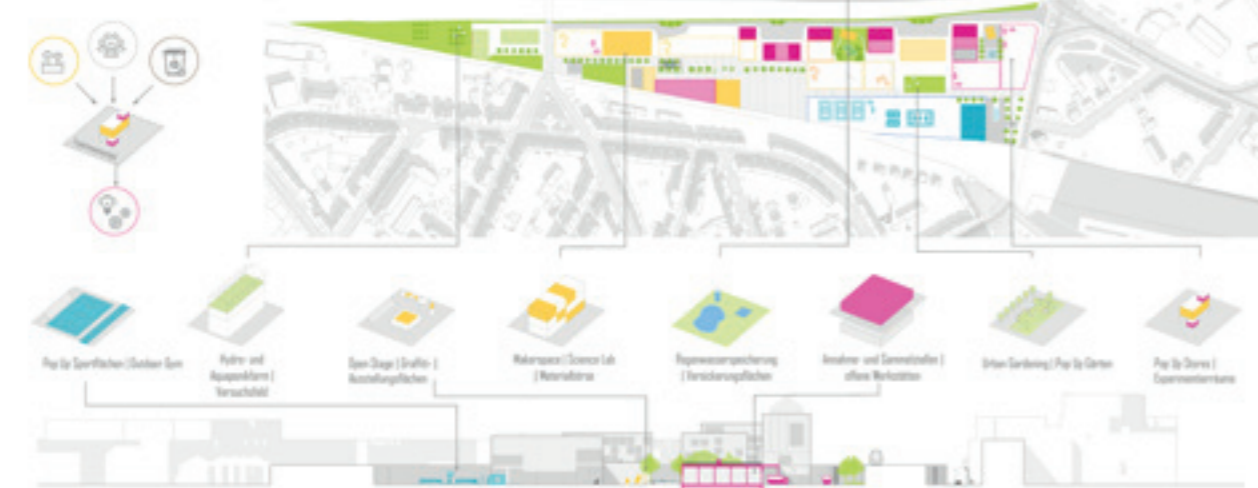 Pop Up Sportflächen | Outdoor Gym
Hydro- und
Aquaponikfarm |
Versuchsfeld
Open Stage | Graffiti- |
Ausstellungsflächen
Makerspace | Science Lab
| Materialbörse
Regenwasserspeicherung
| Versickerungsflächen
Annahme- und Sammelstellen |
offene Werkstätten
Urban Gardening | Pop Up Gärten
Pop Up Stores |
Experimentierräume